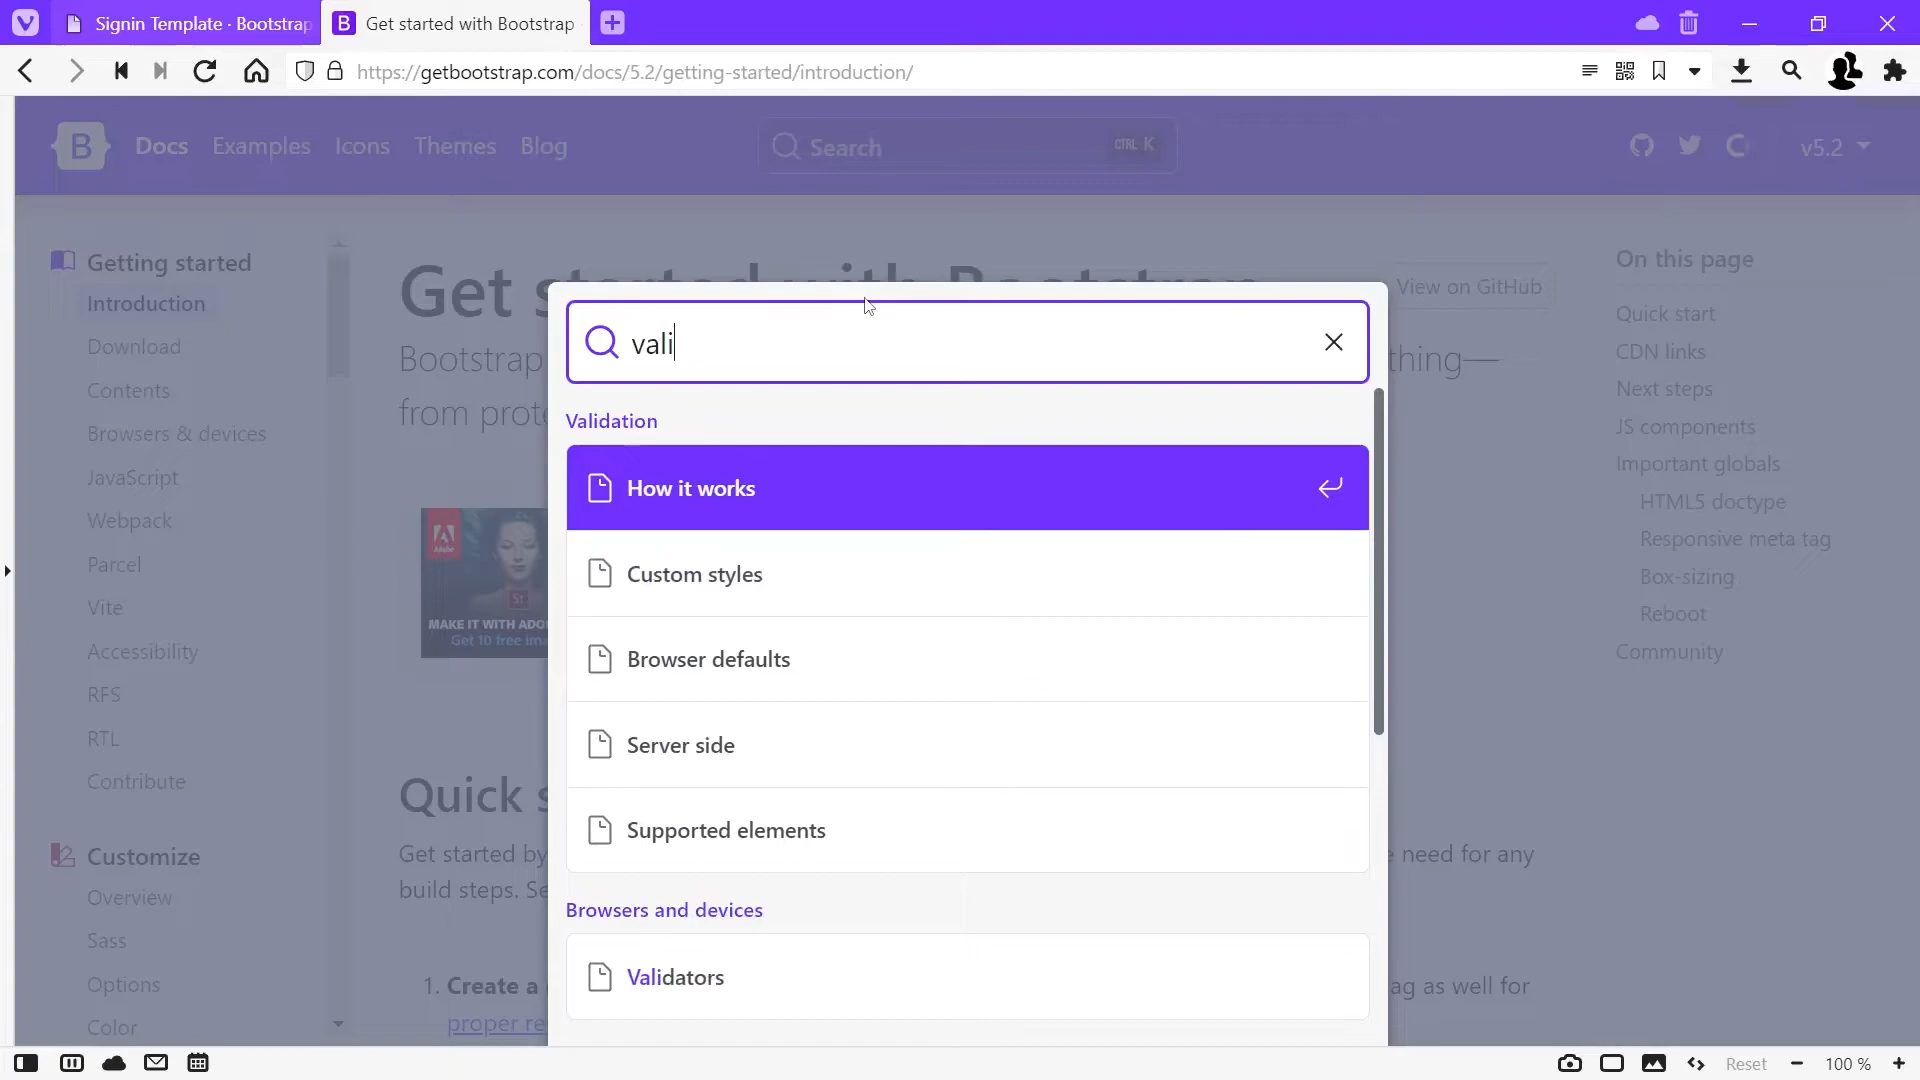 Signin Template · Bootstrap
B Get started with Bootstrap
https://getbootstrap.com/docs/5.2/getting-started/introduction/
B Docs Examples Icons Themes Blog
Search CTRL K
v5.2
Getting started
Introduction
Download
Contents
Browsers & devices
JavaScript
Webpack
Parcel
Vite
Accessibility
RFS
RTL
Contribute
Customize
Overview
Sass
Options
Color
Get started with Bootstrap
View on GitHub
Bootstrap thing—
from proto
Adobe
St
MAKE IT WITH ADO
Get 10 free ima
Quick s
Get started by e need for any
build steps. Se
1. Create a ag as well for
proper re
vali
Validation
How it works
Custom styles
Browser defaults
Server side
Supported elements
Browsers and devices
Validators
On this page
Quick start
CDN links
Next steps
JS components
Important globals
HTML5 doctype
Responsive meta tag
Box-sizing
Reboot
Community
Reset
100 %